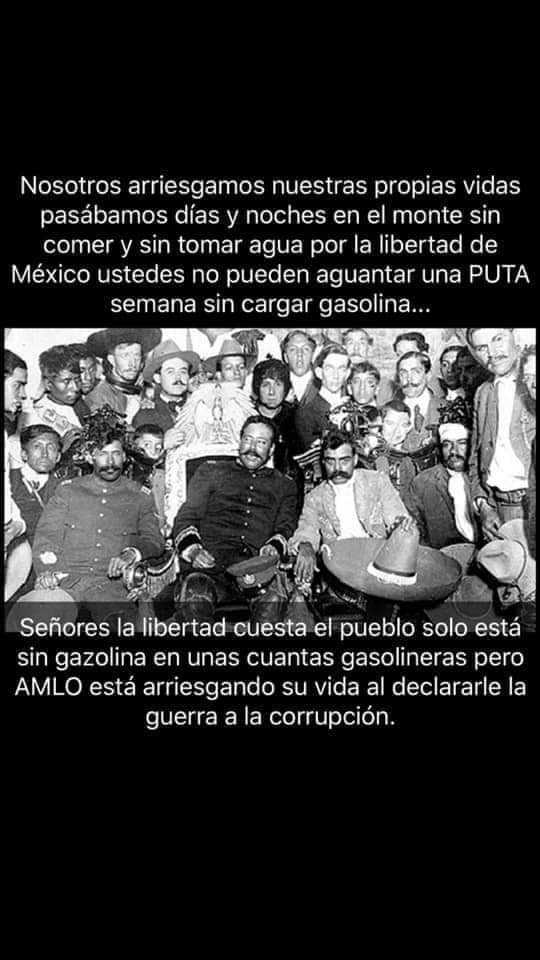 Nosotros arriesgamos nuestras propias vidas
pasábamos días y noches en el monte sin
comer y sin tomar agua por la libertad de
México ustedes no pueden aguantar una PUTA
semana sin cargar gasolina...
Señores la libertad cuesta el pueblo solo está
sin gazolina en unas cuantas gasolineras pero
AMLO está arriesgando su vida al declararle la
guerra a la corrupción.